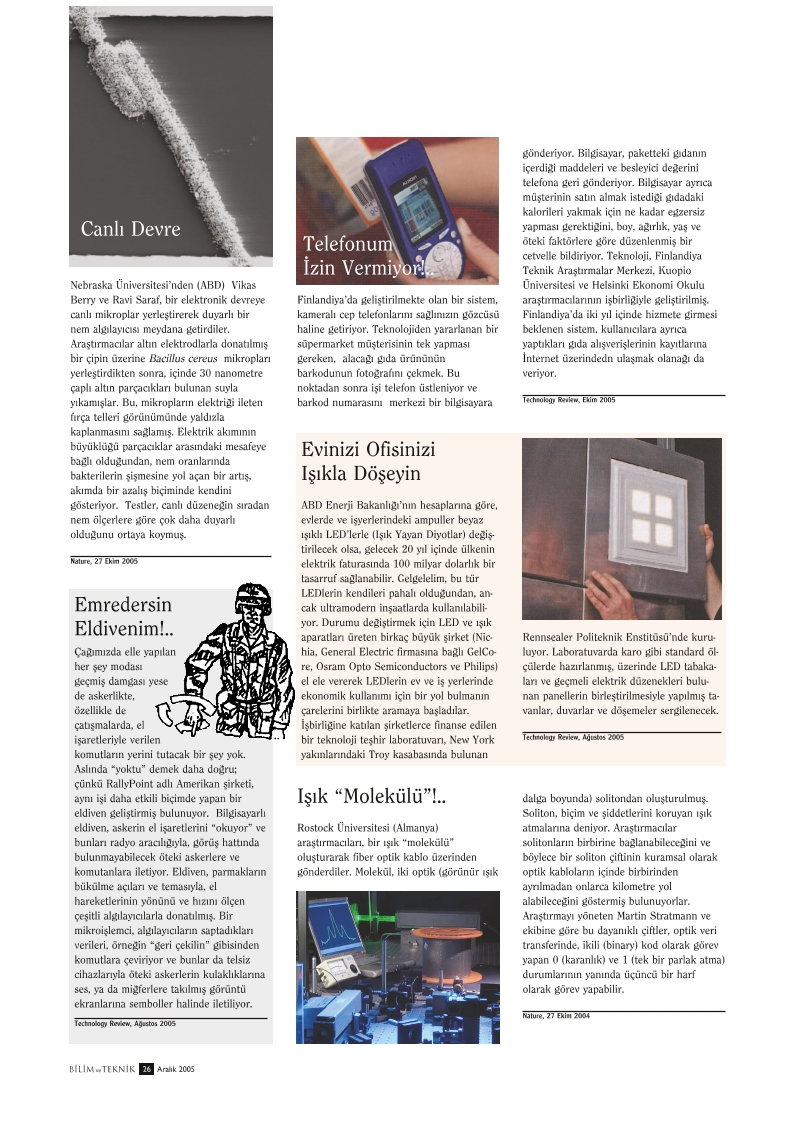 Canlı Devre
Nebraska Üniversitesi’nden (ABD) Vikas
Berry ve Ravi Saraf, bir elektronik devreye
canlı mikroplar yerleştirerek duyarlı bir
nem algılayıcısı meydana getirdiler.
Araştırmacılar altın elektrodlarla donatılmış
bir çipin üzerine Bacillus cereus mikropları
yerleştirdikten sonra, içinde 30 nanometre
çaplı altın parçacıkları bulunan suyla
yıkamışlar. Bu, mikropların elektriği ileten
fırça telleri görünümünde yaldızla
kaplanmasını sağlamış. Elektrik akımının
büyüklüğü parçacıklar arasındaki mesafeye
bağlı olduğundan, nem oranlarında
bakterilerin şişmesine yol açan bir artış,
akımda bir azalış biçiminde kendini
gösteriyor. Testler, canlı düzeneğin sıradan
nem ölçerlere göre çok daha duyarlı
olduğunu ortaya koymuş.
Nature, 27 Ekim 2005
Emredersin
Eldivenim!..
Çağımızda elle yapılan
her şey modası
geçmiş damgası yese
de askerlikte,
özellikle de
çatışmalarda, el
işaretleriyle verilen
komutların yerini tutacak bir şey yok.
Aslında “yoktu” demek daha doğru;
çünkü RallyPoint adlı Amerikan şirketi,
aynı işi daha etkili biçimde yapan bir
eldiven geliştirmiş bulunuyor. Bilgisayarlı
eldiven, askerin el işaretlerini “okuyor” ve
bunları radyo aracılığıyla, görüş hattında
bulunmayabilecek öteki askerlere ve
komutanlara iletiyor. Eldiven, parmakların
bükülme açıları ve temasıyla, el
hareketlerinin yönünü ve hızını ölçen
çeşitli algılayıcılarla donatılmış. Bir
mikroişlemci, algılayıcıların saptadıkları
verileri, örneğin “geri çekilin” gibisinden
komutlara çeviriyor ve bunlar da telsiz
cihazlarıyla öteki askerlerin kulaklıklarına
ses, ya da miğferlere takılmış görüntü
ekranlarına semboller halinde iletiliyor.
Technology Review, Ağustos 2005
Telefonum
İzin Vermiyor!..
Finlandiya’da geliştirilmekte olan bir sistem,
kameralı cep telefonlarını sağlınızın gözcüsü
haline getiriyor. Teknolojiden yararlanan bir
süpermarket müşterisinin tek yapması
gereken, alacağı gıda ürününün
barkodunun fotoğrafını çekmek. Bu
noktadan sonra işi telefon üstleniyor ve
barkod numarasını merkezi bir bilgisayara
gönderiyor. Bilgisayar, paketteki gıdanın
içerdiği maddeleri ve besleyici değerini
telefona geri gönderiyor. Bilgisayar ayrıca
müşterinin satın almak istediği gıdadaki
kalorileri yakmak için ne kadar egzersiz
yapması gerektiğini, boy, ağırlık, yaş ve
öteki faktörlere göre düzenlenmiş bir
cetvelle bildiriyor. Teknoloji, Finlandiya
Teknik Araştırmalar Merkezi, Kuopio
Üniversitesi ve Helsinki Ekonomi Okulu
araştırmacılarının işbirliğiyle geliştirilmiş.
Finlandiya’da iki yıl içinde hizmete girmesi
beklenen sistem, kullanıcılara ayrıca
yaptıkları gıda alışverişlerinin kayıtlarına
İnternet üzerindedn ulaşmak olanağı da
veriyor.
Technology Review, Ekim 2005
Evinizi Ofisinizi
Işıkla Döşeyin
ABD Enerji Bakanlığı’nın hesaplarına göre,
evlerde ve işyerlerindeki ampuller beyaz
ışıklı LED’lerle (Işık Yayan Diyotlar) değiş-
tirilecek olsa, gelecek 20 yıl içinde ülkenin
elektrik faturasında 100 milyar dolarlık bir
tasarruf sağlanabilir. Gelgelelim, bu tür
LEDlerin kendileri pahalı olduğundan, an-
cak ultramodern inşaatlarda kullanılabili-
yor. Durumu değiştirmek için LED ve ışık
aparatları üreten birkaç büyük şirket (Nic-
hia, General Electric firmasına bağlı GelCo-
re, Osram Opto Semiconductors ve Philips)
el ele vererek LEDlerin ev ve iş yerlerinde
ekonomik kullanımı için bir yol bulmanın
çarelerini birlikte aramaya başladılar.
İşbirliğine katılan şirketlerce finanse edilen
bir teknoloji teşhir laboratuvarı, New York
yakınlarındaki Troy kasabasında bulunan
Rennsealer Politeknik Enstitüsü’nde kuru-
luyor. Laboratuvarda karo gibi standard öl-
çülerde hazırlanmış, üzerinde LED tabaka-
ları ve geçmeli elektrik düzenekleri bulu-
nan panellerin birleştirilmesiyle yapılmış ta-
vanlar, duvarlar ve döşemeler sergilenecek.
Technology Review, Ağustos 2005
Işık “Molekülü”!..
Rostock Üniversitesi (Almanya)
araştırmacıları, bir ışık “molekülü”
oluşturarak fiber optik kablo üzerinden
gönderdiler. Molekül, iki optik (görünür ışık
dalga boyunda) solitondan oluşturulmuş.
Soliton, biçim ve şiddetlerini koruyan ışık
atmalarına deniyor. Araştırmacılar
solitonların birbirine bağlanabileceğini ve
böylece bir soliton çiftinin kuramsal olarak
optik kabloların içinde birbirinden
ayrılmadan onlarca kilometre yol
alabileceğini göstermiş bulunuyorlar.
Araştırmayı yöneten Martin Stratmann ve
ekibine göre bu dayanıklı çiftler, optik veri
transferinde, ikili (binary) kod olarak görev
yapan 0 (karanlık) ve 1 (tek bir parlak atma)
durumlarının yanında üçüncü bir harf
olarak görev yapabilir.
Nature, 27 Ekim 2004
BİLİM ve TEKNİK 26 Aralık 2005